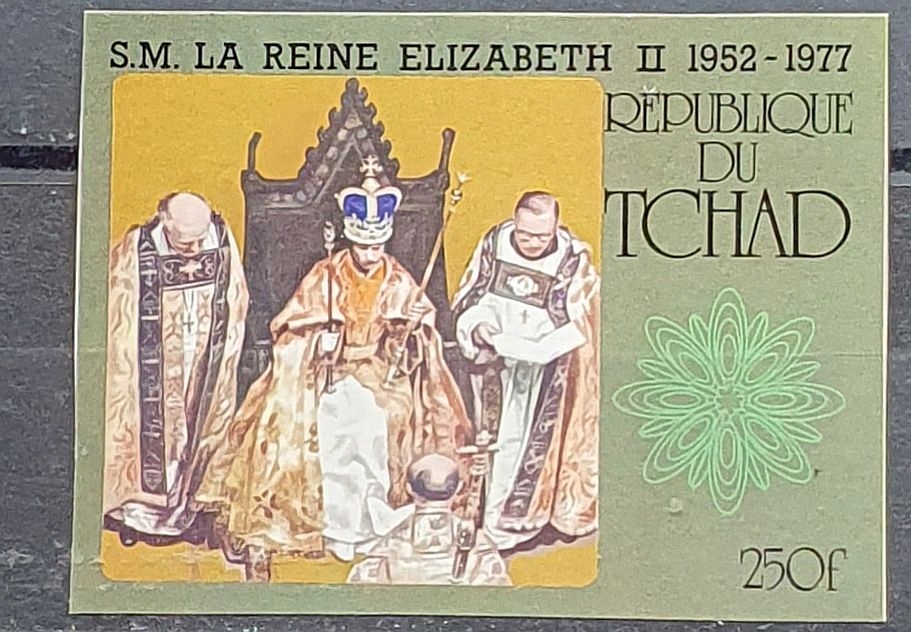 S.M. LA REINE ELIZABETH II 1952-1977
RÉPUBLIQUE
DU
TCHAD
250f